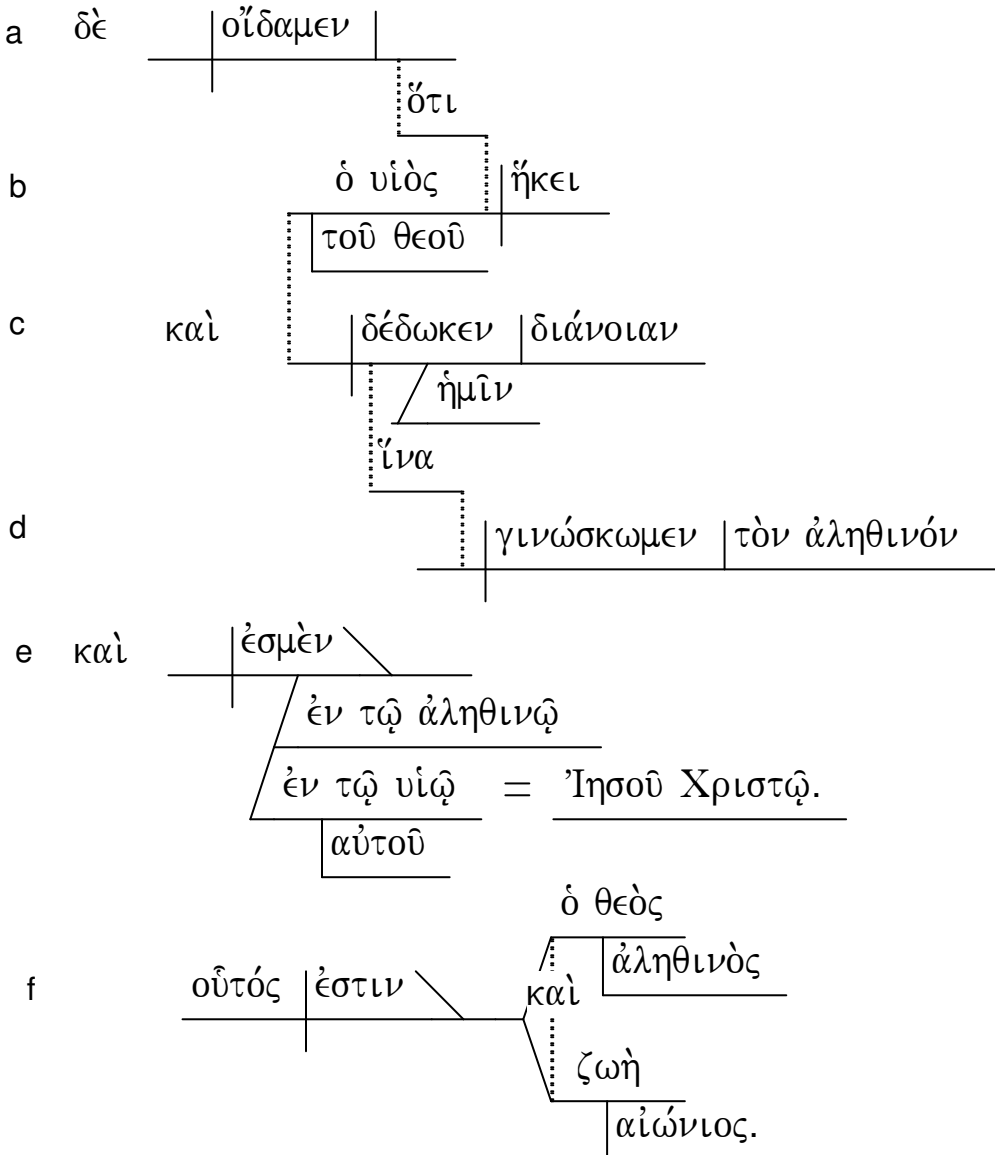 a δὲ οἴδαμεν
ὅτι
b ὁ υἱὸς ἥκει
τοῦ θεοῦ
c καὶ δέδωκεν διάνοιαν
ἡμῖν
ἵνα
d γινώσκωμεν τὸν ἀληθινόν
e καὶ ἐσμὲν
ἐν τῷ ἀληθινῷ
ἐν τῷ υἱῷ = Ἰησοῦ Χριστῷ.
αὐτοῦ
ὁ θεὸς
ἀληθινὸς
f οὗτός ἐστιν καὶ
ζωὴ
αἰώνιος.